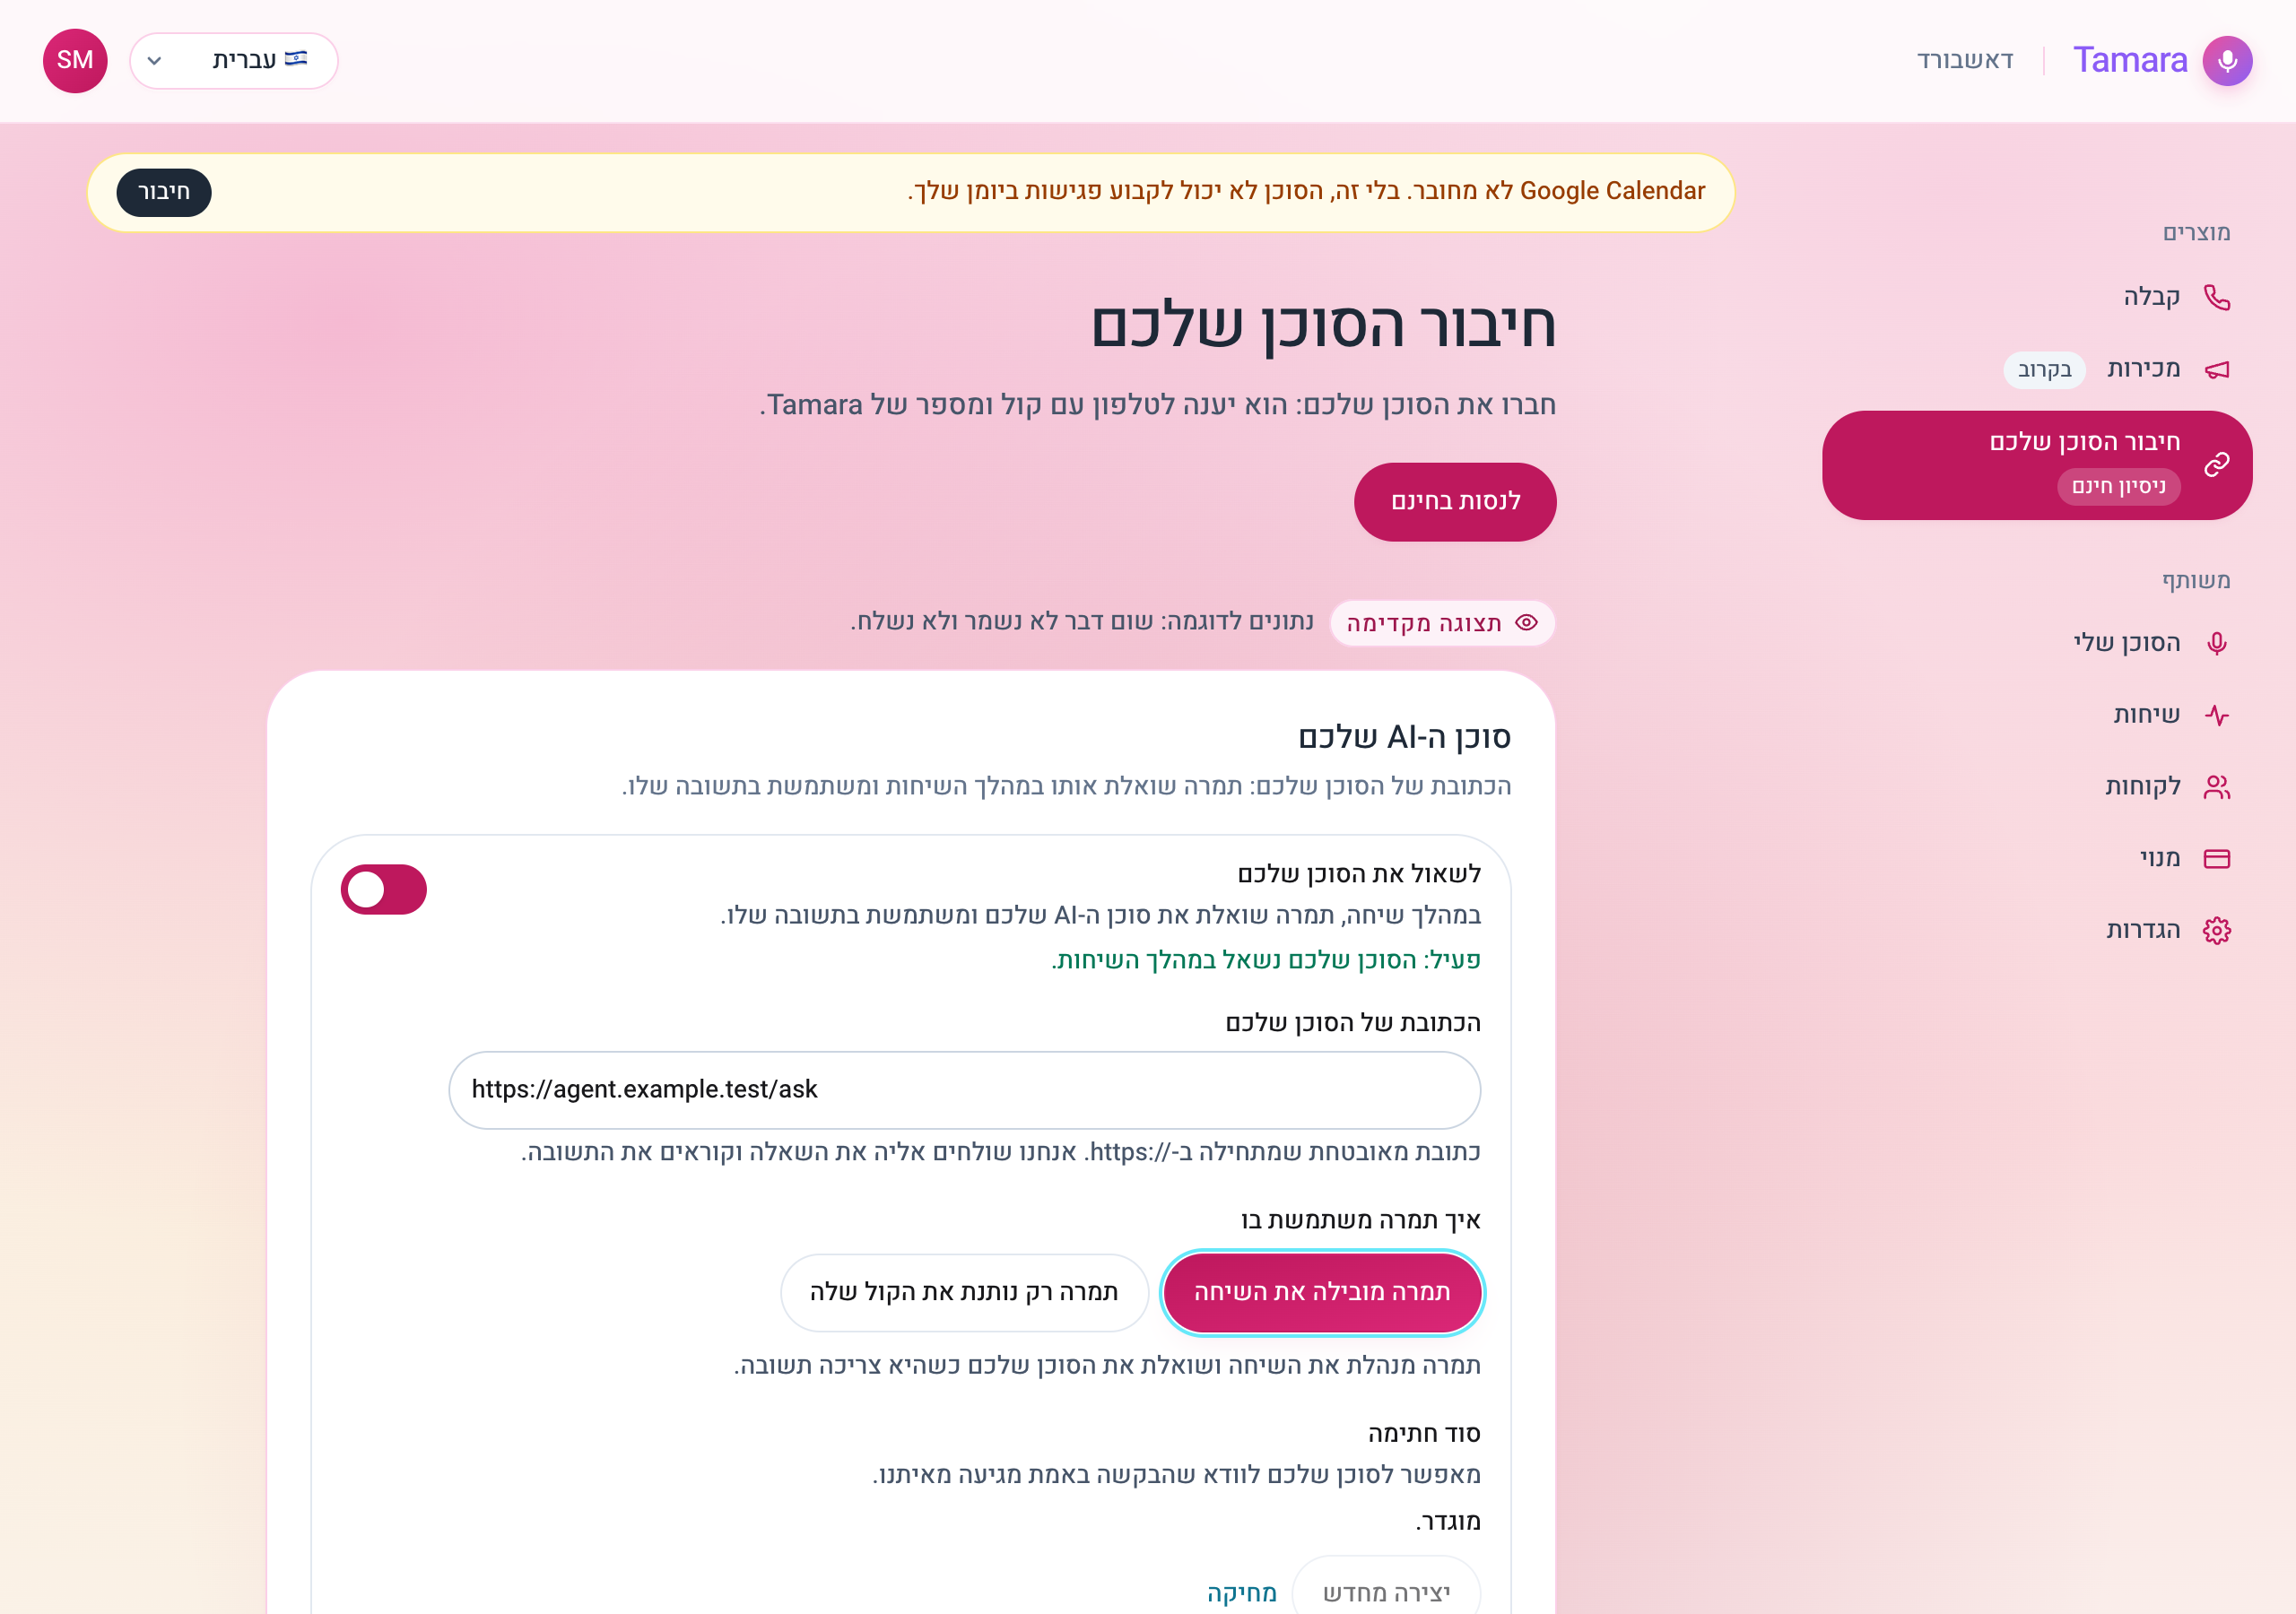 Tamara
דאשבורד
🇮🇱 עברית
SM
Google Calendar לא מחובר. בלי זה, הסוכן לא יכול לקבוע פגישות ביומן שלך.
חיבור
מוצרים
קבלה
מכירות
בקרוב
חיבור הסוכן שלכם
ניסיון חינם
משותף
הסוכן שלי
שיחות
לקוחות
מנוי
הגדרות
חיבור הסוכן שלכם
חברו את הסוכן שלכם: הוא יענה לטלפון עם קול ומספר של Tamara.
לנסות בחינם
תצוגה מקדימה
נתונים לדוגמה: שום דבר לא נשמר ולא נשלח.
סוכן ה-AI שלכם
הכתובת של הסוכן שלכם: תמרה שואלת אותו במהלך השיחות ומשתמשת בתשובה שלו.
לשאול את הסוכן שלכם
במהלך שיחה, תמרה שואלת את סוכן ה-AI שלכם ומשתמשת בתשובה שלו.
פעיל: הסוכן שלכם נשאל במהלך השיחות.
הכתובת של הסוכן שלכם
https://agent.example.test/ask
כתובת מאובטחת שמתחילה ב-https://. אנחנו שולחים אליה את השאלה וקוראים את התשובה.
איך תמרה משתמשת בו
תמרה מובילה את השיחה
תמרה רק נותנת את הקול שלה
תמרה מנהלת את השיחה ושואלת את הסוכן שלכם כשהיא צריכה תשובה.
סוד חתימה
מאפשר לסוכן שלכם לוודא שהבקשה באמת מגיעה מאיתנו.
מוגדר.
יצירה מחדש
מחיקה